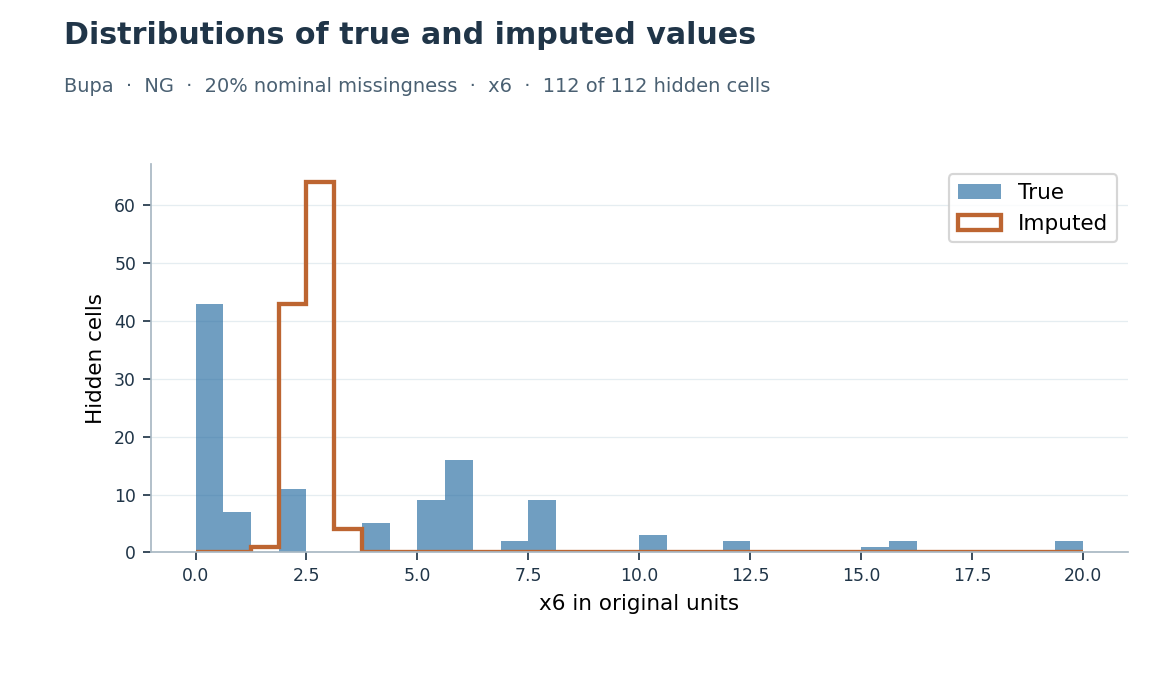 Distributions of true and imputed values
Bupa · NG · 20% nominal missingness · x6 · 112 of 112 hidden cells
True
Imputed
Hidden cells
60
50
40
30
20
10
0
0.0 2.5 5.0 7.5 10.0 12.5 15.0 17.5 20.0
x6 in original units